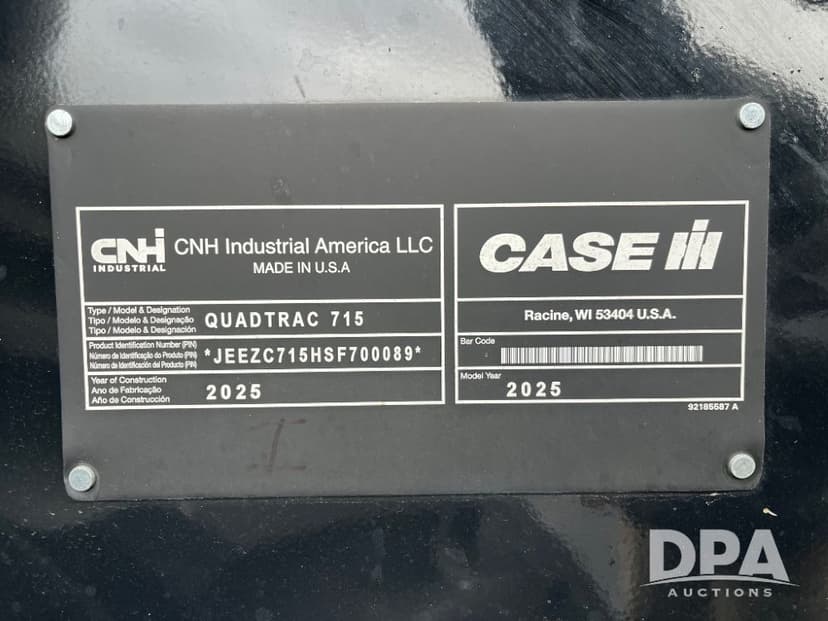 CNH INDUSTRIAL
CNH Industrial America LLC
MADE IN U.S.A
Type / Model & Designation
Tipo / Modelo & Designação
Tipo / Modelo & Designación
QUADTRAC 715
Product Identification Number (PIN)
Número de Identificação do Produto (PIN)
Número de Identificación del Producto (PIN)
*JEEZC715HSF700089*
Year of Construction
Ano de Fabricação
Año de Construcción
2025
CASE IH
Racine, WI 53404 U.S.A.
Bar Code
Model Year
2025
92185587 A
DPA
AUCTIONS